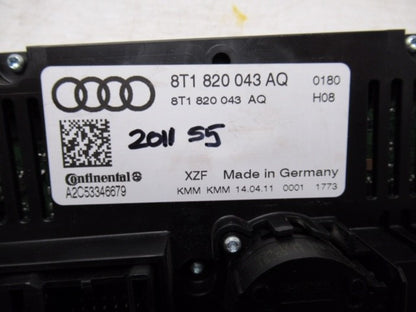 8T1 820 043 AQ 0180
8T1 820 043 AQ H08
2011 S5
Continental
A2C53346679
XZF Made in Germany
KMM KMM 14.04.11 0001 1773